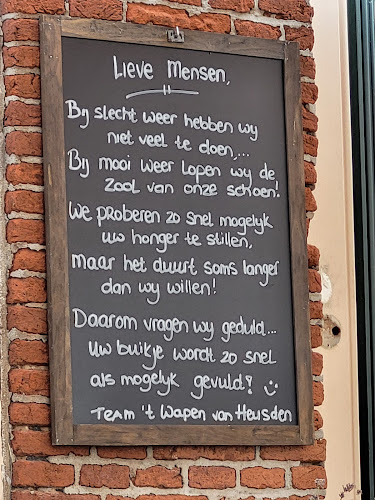 Lieve Mensen,
Bij slecht weer hebben wij
niet veel te doen,...
Bij mooi weer lopen wij de
zool van onze schoen!
We proberen zo snel mogelijk
uw honger te stillen,
maar het duurt soms langer
dan wij willen!
Daarom vragen wij geduld...
Uw buikje wordt zo snel
als mogelijk gevuld!
Team 't Wapen van Heusden